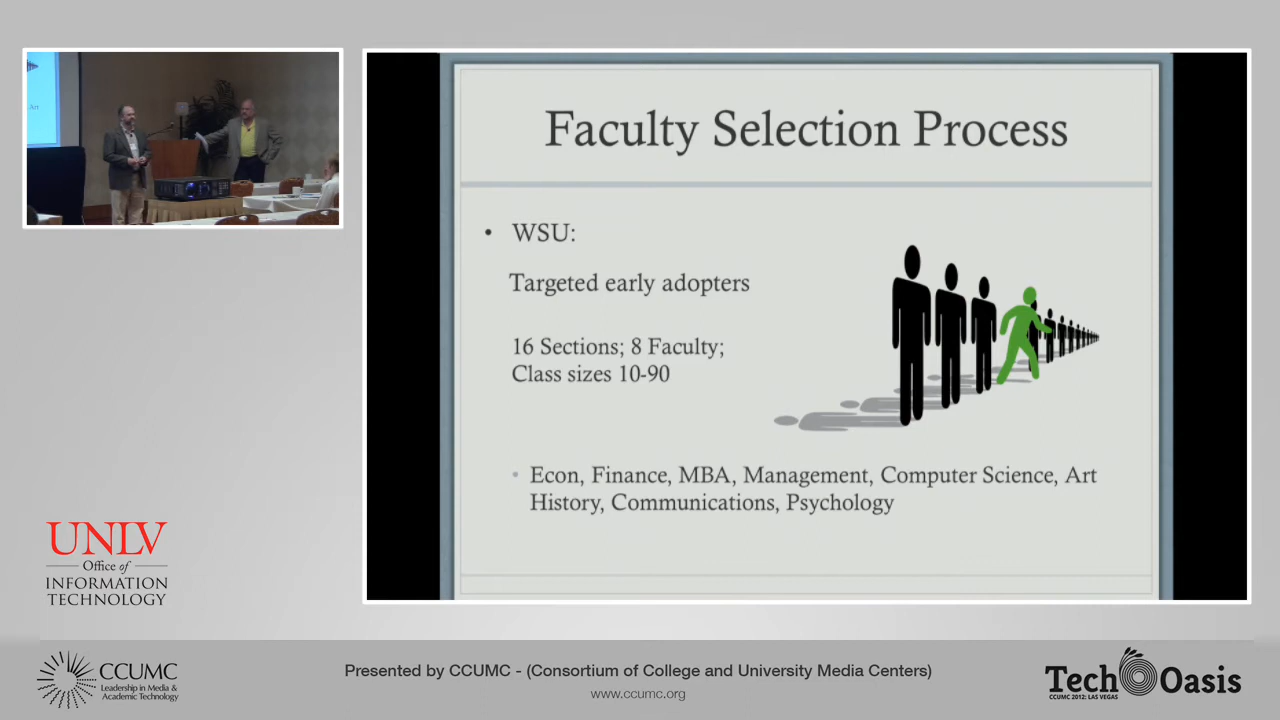 Faculty Selection Process
• WSU:
Targeted early adopters
16 Sections; 8 Faculty;
Class sizes 10-90
• Econ, Finance, MBA, Management, Computer Science, Art
History, Communications, Psychology
UNLV
Office of
INFORMATION
TECHNOLOGY
CCUMC
Leadership in Media &
Academic Technology
Presented by CCUMC - (Consortium of College and University Media Centers)
www.ccumc.org
Tech Oasis
CCUMC 2012: LAS VEGAS